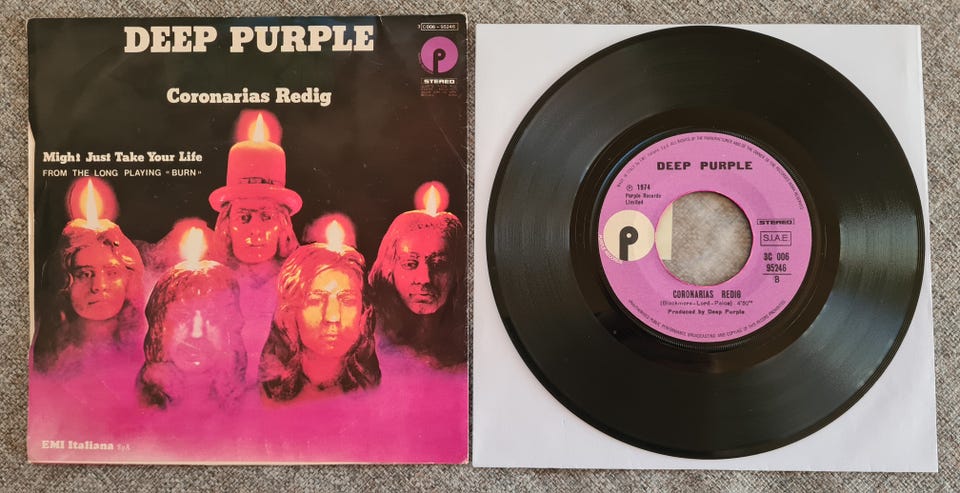 DEEP PURPLE
3C 006 - 95246
P
STEREO
Coronarias Redig
Might Just Take Your Life
FROM THE LONG PLAYING "BURN"
EMI Italiana SpA
DEEP PURPLE
℗ 1974
Purple Records
Limited
p
STEREO
S.I.A.E
3C 006
95246
B
CORONARIAS REDIG
(Blackmore-Lord-Paice)
Produced by Deep Purple